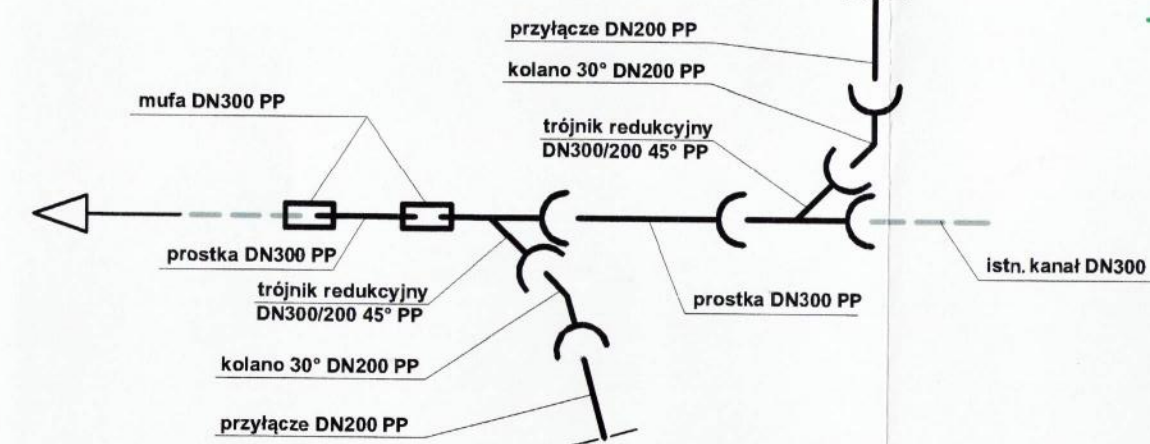 przyłącze DN200 PP
kolano 30° DN200 PP
mufa DN300 PP
trójnik redukcyjny
DN300/200 45° PP
prostka DN300 PP
trójnik redukcyjny
DN300/200 45° PP
prostka DN300 PP
istn. kanał DN300
kolano 30° DN200 PP
przyłącze DN200 PP